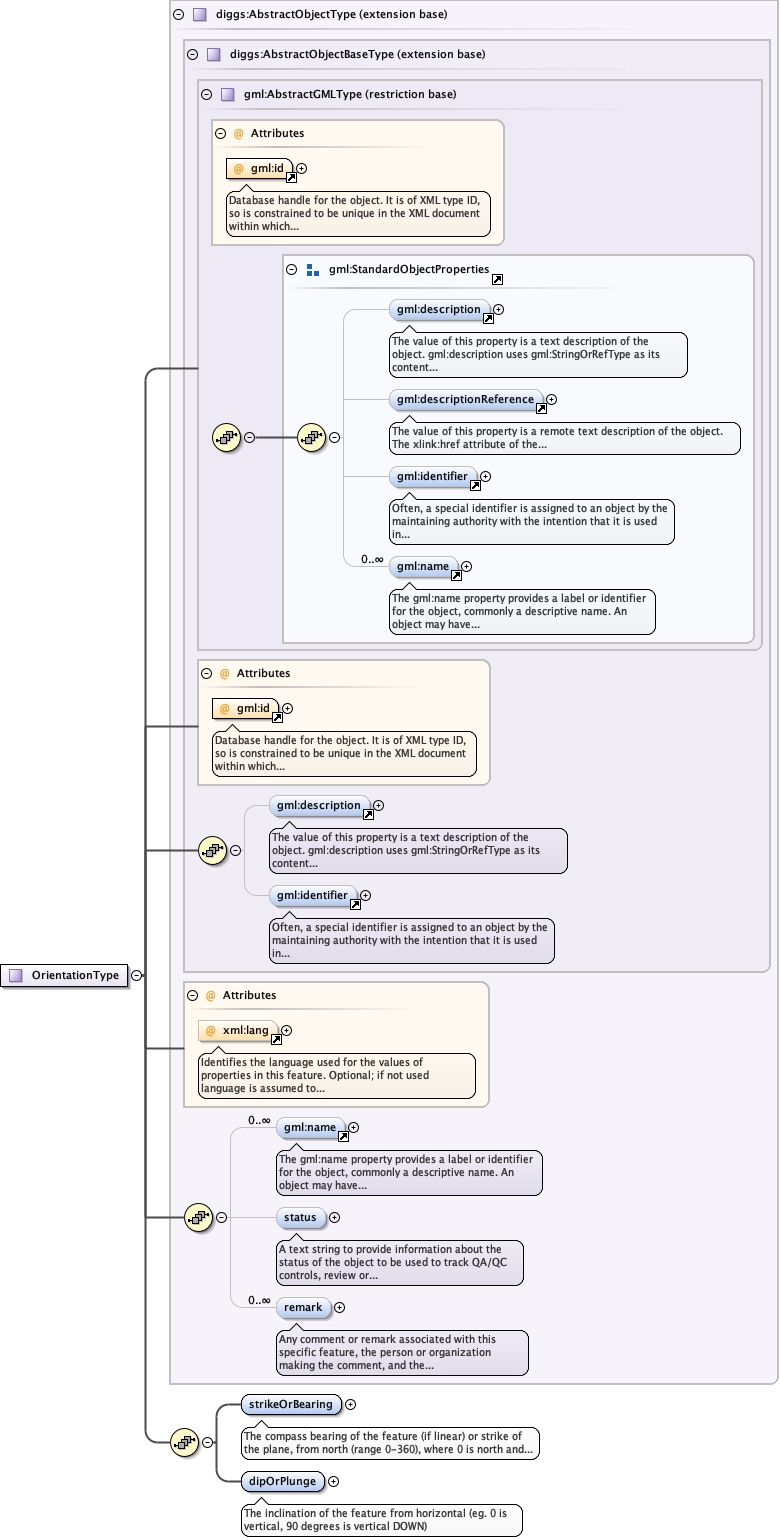 diggs:AbstractObjectType (extension base)
diggs:AbstractObjectBaseType (extension base)
gml:AbstractGMLType (restriction base)
@ Attributes
@ gml:id
Database handle for the object. It is of XML type ID,
so is constrained to be unique in the XML document
within which...
gml:StandardObjectProperties
gml:description
The value of this property is a text description of the
object. gml:description uses gml:StringOrRefType as its
content...
gml:descriptionReference
The value of this property is a remote text description of the object.
The xlink:href attribute of the...
gml:identifier
Often, a special identifier is assigned to an object by the
maintaining authority with the intention that it is used
in...
0..∞
gml:name
The gml:name property provides a label or identifier
for the object, commonly a descriptive name. An
object may have...
@ Attributes
@ gml:id
Database handle for the object. It is of XML type ID,
so is constrained to be unique in the XML document
within which...
gml:description
The value of this property is a text description of the
object. gml:description uses gml:StringOrRefType as its
content...
gml:identifier
Often, a special identifier is assigned to an object by the
maintaining authority with the intention that it is used
in...
OrientationType
@ Attributes
@ xml:lang
Identifies the language used for the values of
properties in this feature. Optional; if not used
language is assumed to...
0..∞
gml:name
The gml:name property provides a label or identifier
for the object, commonly a descriptive name. An
object may have...
status
A text string to provide information about the
status of the object to be used to track QA/QC
controls, review or...
0..∞
remark
Any comment or remark associated with this
specific feature, the person or organization
making the comment, and the...
strikeOrBearing
The compass bearing of the feature (if linear) or strike of
the plane, from north (range 0-360), where 0 is north and...
dipOrPlunge
The inclination of the feature from horizontal (eg. 0 is
vertical, 90 degrees is vertical DOWN)